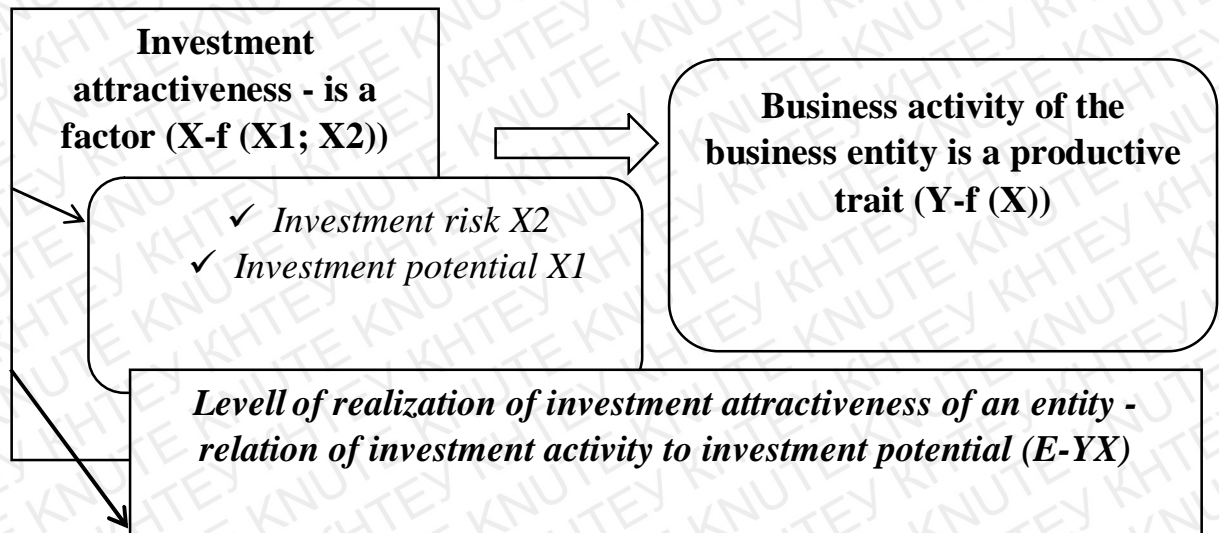 Investment
attractiveness - is a
factor (X-f (X1; X2))
Business activity of the
business entity is a productive
trait (Y-f (X))
✓ Investment risk X2
✓ Investment potential X1
Levell of realization of investment attractiveness of an entity -
relation of investment activity to investment potential (E-YX)